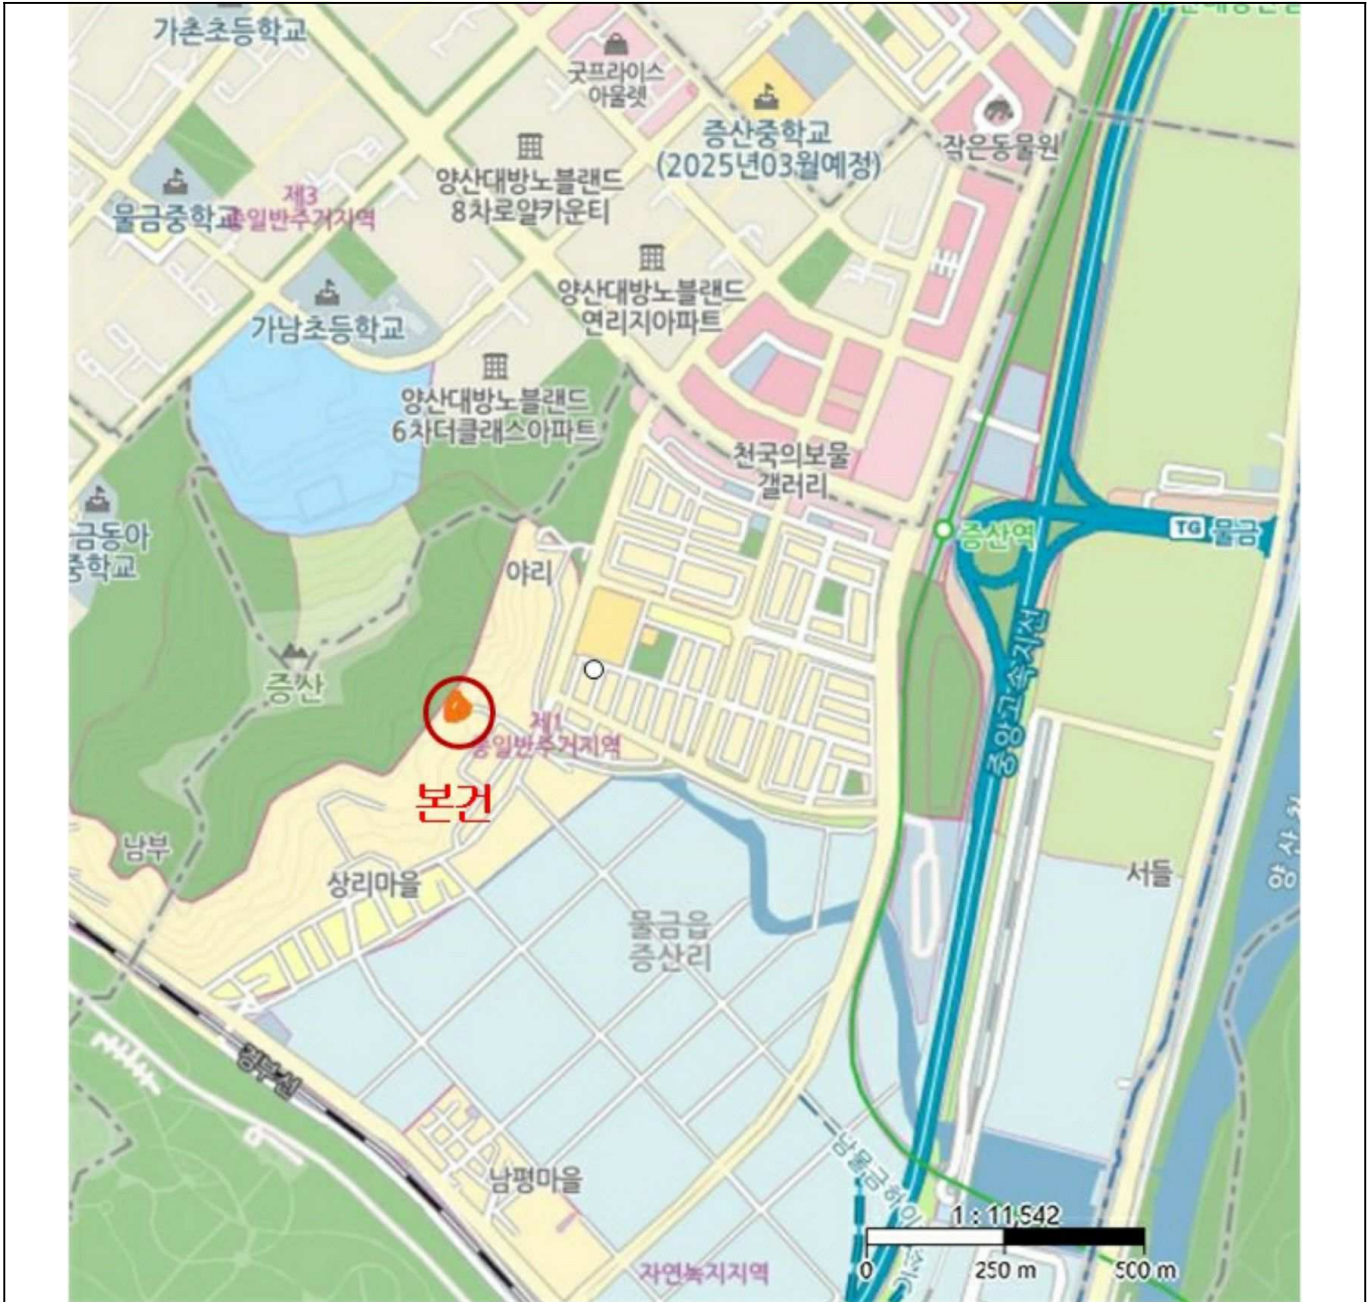 가촌초등학교
굿프라이스
아울렛
증산중학교
(2025년03월예정)
작은동물원
양산대방노블랜드
8차로얄카운티
물금중학교
제3
종일반주거지역
양산대방노블랜드
연리지아파트
가남초등학교
양산대방노블랜드
6차더클래스아파트
천국의보물
갤러리
금동아
중학교
증산역
TG 물금
야리
중앙고속지선
증산
제1
종일반주거지역
본건
남부
상리마을
서들
양산천
물금읍
증산리
경부선
남평마을
남물금하이
자연녹지지역
1 : 11,542
0 250 m 500 m